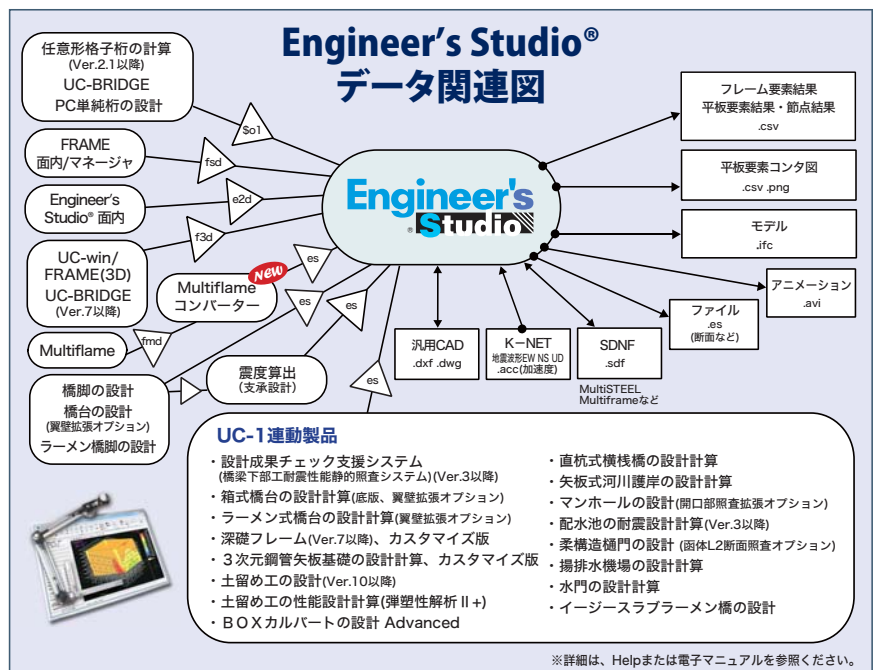 Engineer's Studio®
データ関連図
任意形格子桁の計算
(Ver.2.1以降)
UC-BRIDGE
PC単純桁の設計
$o1
FRAME
面内/マネージャ
fsd
Engineer's
Studio® 面内
e2d
UC-win/
FRAME(3D)
UC-BRIDGE
(Ver.7以降)
f3d
Multiflame
コンバーター
NEW
es
Multiflame
fmd
橋脚の設計
橋台の設計
(翼壁拡張オプション)
ラーメン橋脚の設計
es
震度算出
(支承設計)
es
es
Engineer's
® Studio
フレーム要素結果
平板要素結果・節点結果
.csv
平板要素コンタ図
.csv .png
モデル
.ifc
アニメーション
.avi
ファイル
.es
(断面など)
汎用CAD
.dxf .dwg
K-NET
地震波形EW NS UD
.acc(加速度)
SDNF
.sdf
MultiSTEEL
Multiframeなど
UC-1連動製品
・設計成果チェック支援システム
(橋梁下部工耐震性能静的照査システム)(Ver.3以降)
・箱式橋台の設計計算(底版、翼壁拡張オプション)
・ラーメン式橋台の設計計算(翼壁拡張オプション)
・深礎フレーム(Ver.7以降)、カスタマイズ版
・３次元鋼管矢板基礎の設計計算、カスタマイズ版
・土留め工の設計(Ver.10以降)
・土留め工の性能設計計算(弾塑性解析Ⅱ+)
・ＢＯＸカルバートの設計 Advanced
・直杭式横桟橋の設計計算
・矢板式河川護岸の設計計算
・マンホールの設計(開口部照査拡張オプション)
・配水池の耐震設計計算(Ver.3以降)
・柔構造樋門の設計 (函体L2断面照査オプション)
・揚排水機場の設計計算
・水門の設計計算
・イージースラブラーメン橋の設計
※詳細は、Helpまたは電子マニュアルを参照ください。